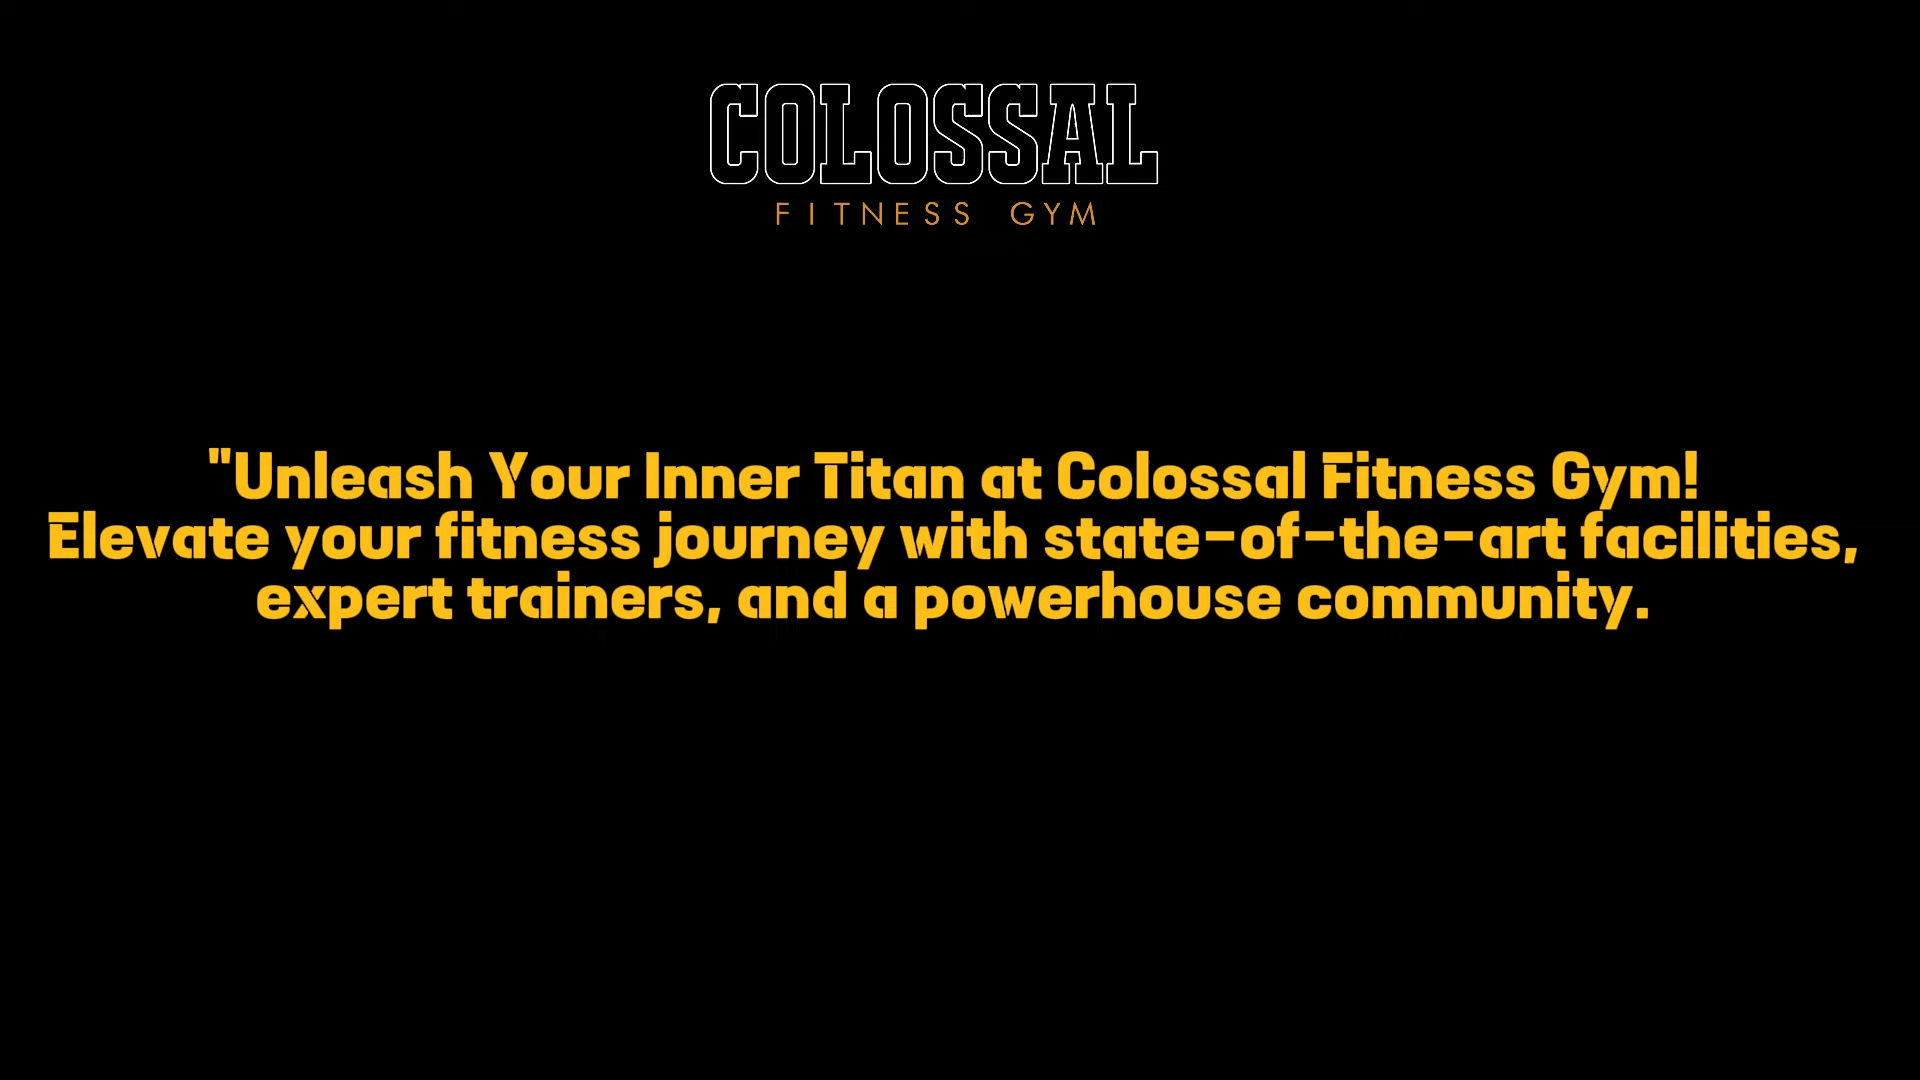 COLOSSAL
FITNESS GYM
"Unleash Your Inner Titan at Colossal Fitness Gym!
Elevate your fitness journey with state-of-the-art facilities,
expert trainers, and a powerhouse community.